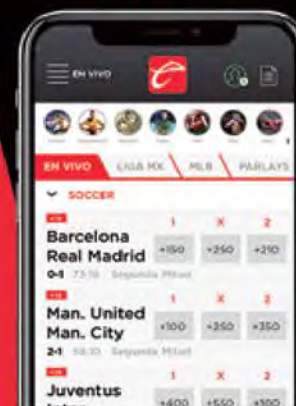 EN VIVO
EN VIVO LIGA MX MLB PARLAYS
SOCCER
1 X 2
Barcelona
Real Madrid +150 +250 +210
0-1 73:19 Segunda Mitad
1 X 2
Man. United
Man. City +100 +250 +350
2-1 Segunda Mitad
1 X 2
Juventus
+400 +550 +100